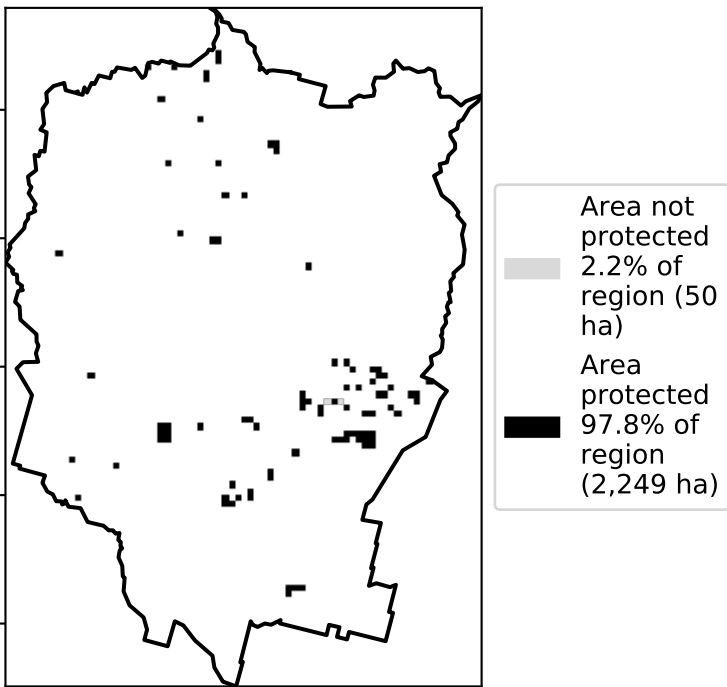 Area not
protected
2.2% of
region (50
ha)
Area
protected
97.8% of
region
(2,249 ha)